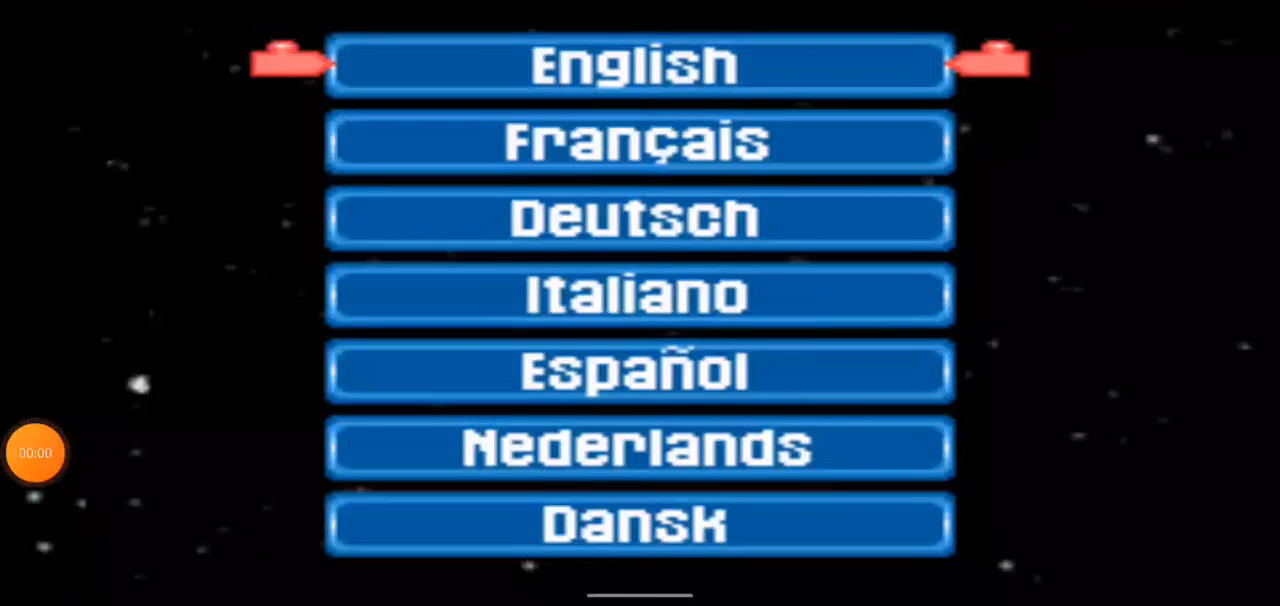 English
Français
Deutsch
Italiano
Español
00:00
Nederlands
Dansk